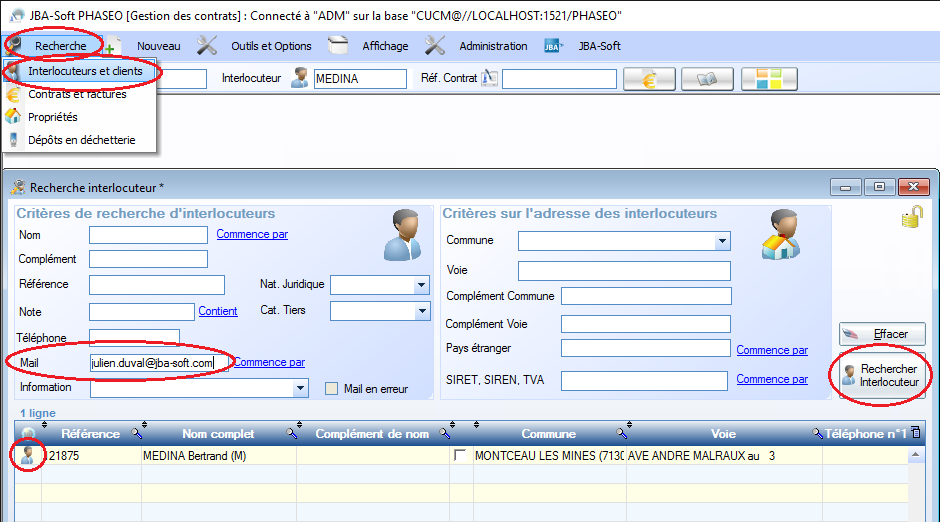 JBA-Soft PHASEO [Gestion des contrats] : Connecté à "ADM" sur la base "CUCM@//LOCALHOST:1521/PHASEO"
Recherche Nouveau Outils et Options Affichage Administration JBA JBA-Soft
Interlocuteurs et clients Interlocuteur MEDINA Réf. Contrat
Contrats et factures
Propriétés
Dépôts en déchetterie
Recherche interlocuteur *
Critères de recherche d'interlocuteurs Critères sur l'adresse des interlocuteurs
Nom Commence par Commune
Complément Voie
Référence Nat. Juridique Complément Commune
Note Contient Cat. Tiers Complément Voie
Téléphone Pays étranger Commence par Effacer
Mail julien.duval@jba-soft.com Commence par SIRET, SIREN, TVA Commence par Rechercher Interlocuteur
Information Mail en erreur
1 ligne
Référence Nom complet Complément de nom Commune Voie Téléphone n°1
21875 MEDINA Bertrand (M) MONTCEAU LES MINES (7130 AVE ANDRE MALRAUX au 3